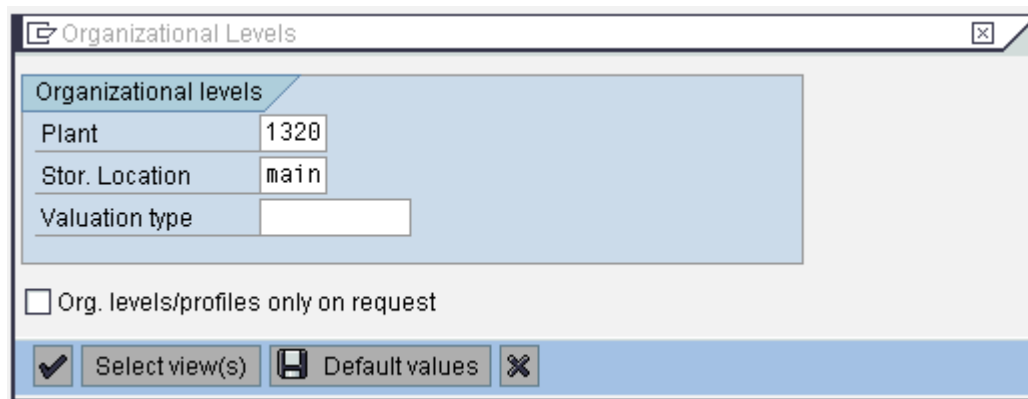 Organizational Levels
Organizational levels
Plant 1320
Stor. Location main
Valuation type
Org. levels/profiles only on request
Select view(s) Default values